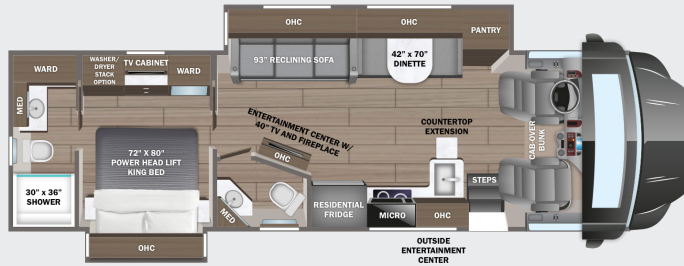 OHC
OHC
PANTRY
WARD
WASHER/
DRYER
STACK
OPTION
TV CABINET
WARD
93" RECLINING SOFA
42" x 70"
DINETTE
MED
ENTERTAINMENT CENTER W/
40" TV AND FIREPLACE
COUNTERTOP
EXTENSION
CAB-OVER
BUNK
72" X 80"
POWER HEAD LIFT
KING BED
OHC
30" x 36"
SHOWER
MED
RESIDENTIAL
FRIDGE
MICRO
OHC
STEPS
OHC
OUTSIDE
ENTERTAINMENT
CENTER